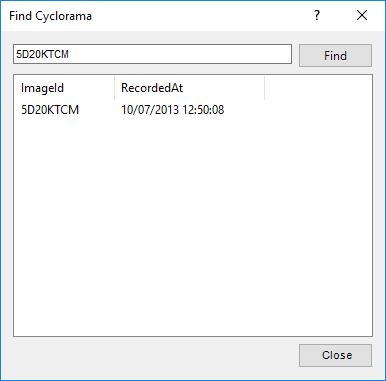 Find Cyclorama ?
5D20KTCM Find
ImageId RecordedAt
5D20KTCM 10/07/2013 12:50:08
Close